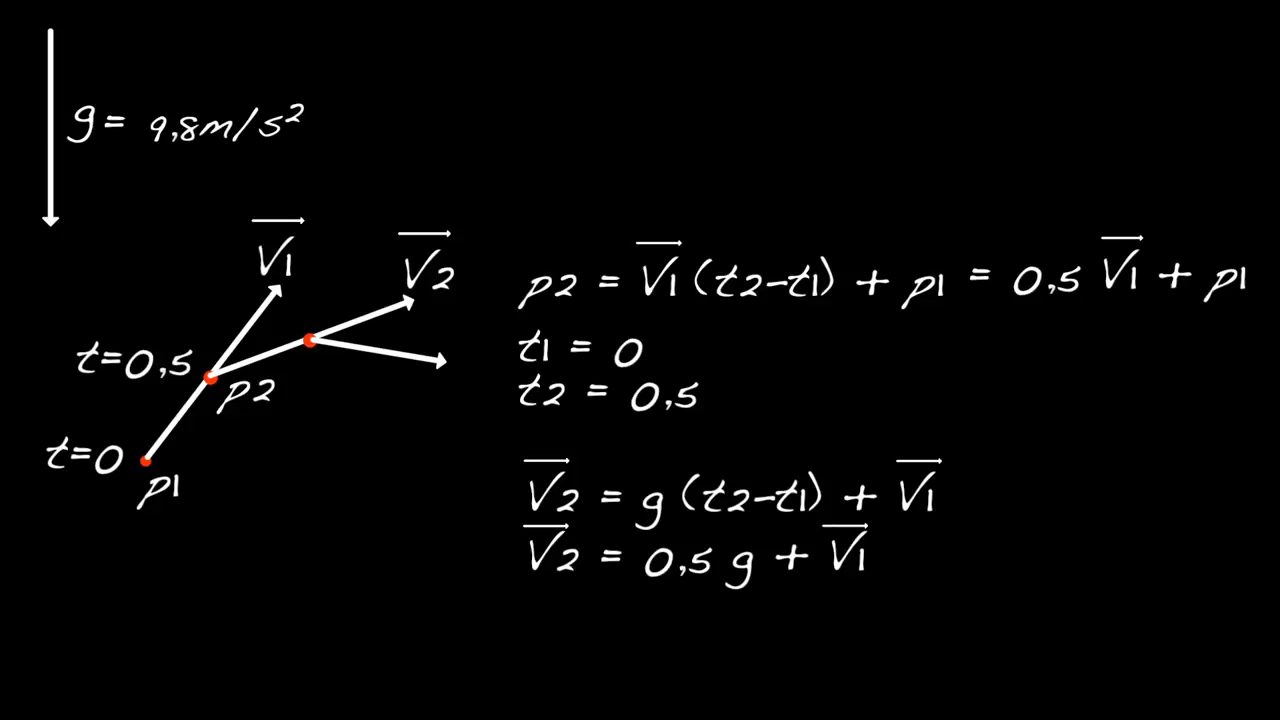 g = 9,8m/s²
V1
V2
p2 = V1 (t2-t1) + p1 = 0,5 V1 + p1
t=0,5
p2
t1 = 0
t2 = 0,5
t=0
p1
V2 = g (t2-t1) + V1
V2 = 0,5 g + V1